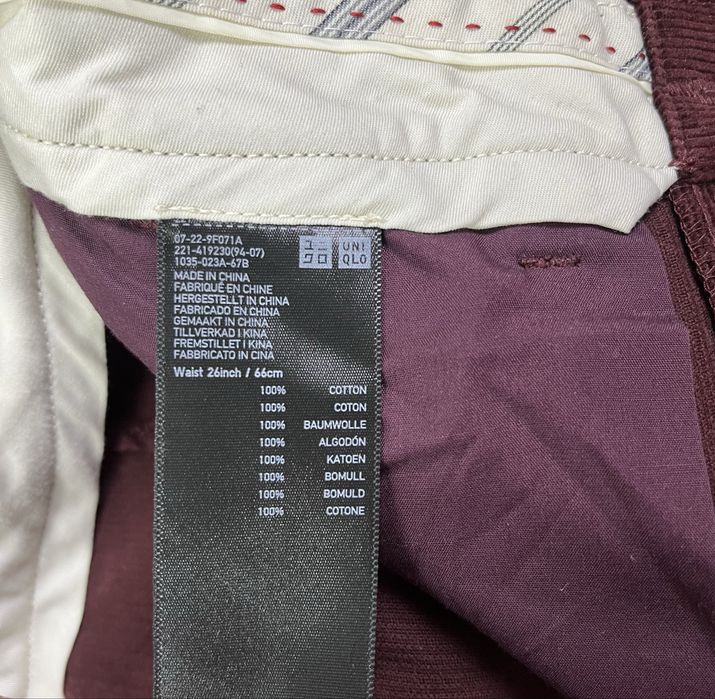 07-22-9F071A
221-419230(94-07)
1035-023A-67B
ユニ
クロ
UNI
QLO
MADE IN CHINA
FABRIQUÉ EN CHINE
HERGESTELLT IN CHINA
FABRICADO EN CHINA
GEMAAKT IN CHINA
TILLVERKAD I KINA
FREMSTILLET I KINA
FABBRICATO IN CINA
Waist 26inch / 66cm
100% COTTON
100% COTON
100% BAUMWOLLE
100% ALGODÓN
100% KATOEN
100% BOMULL
100% BOMULD
100% COTONE